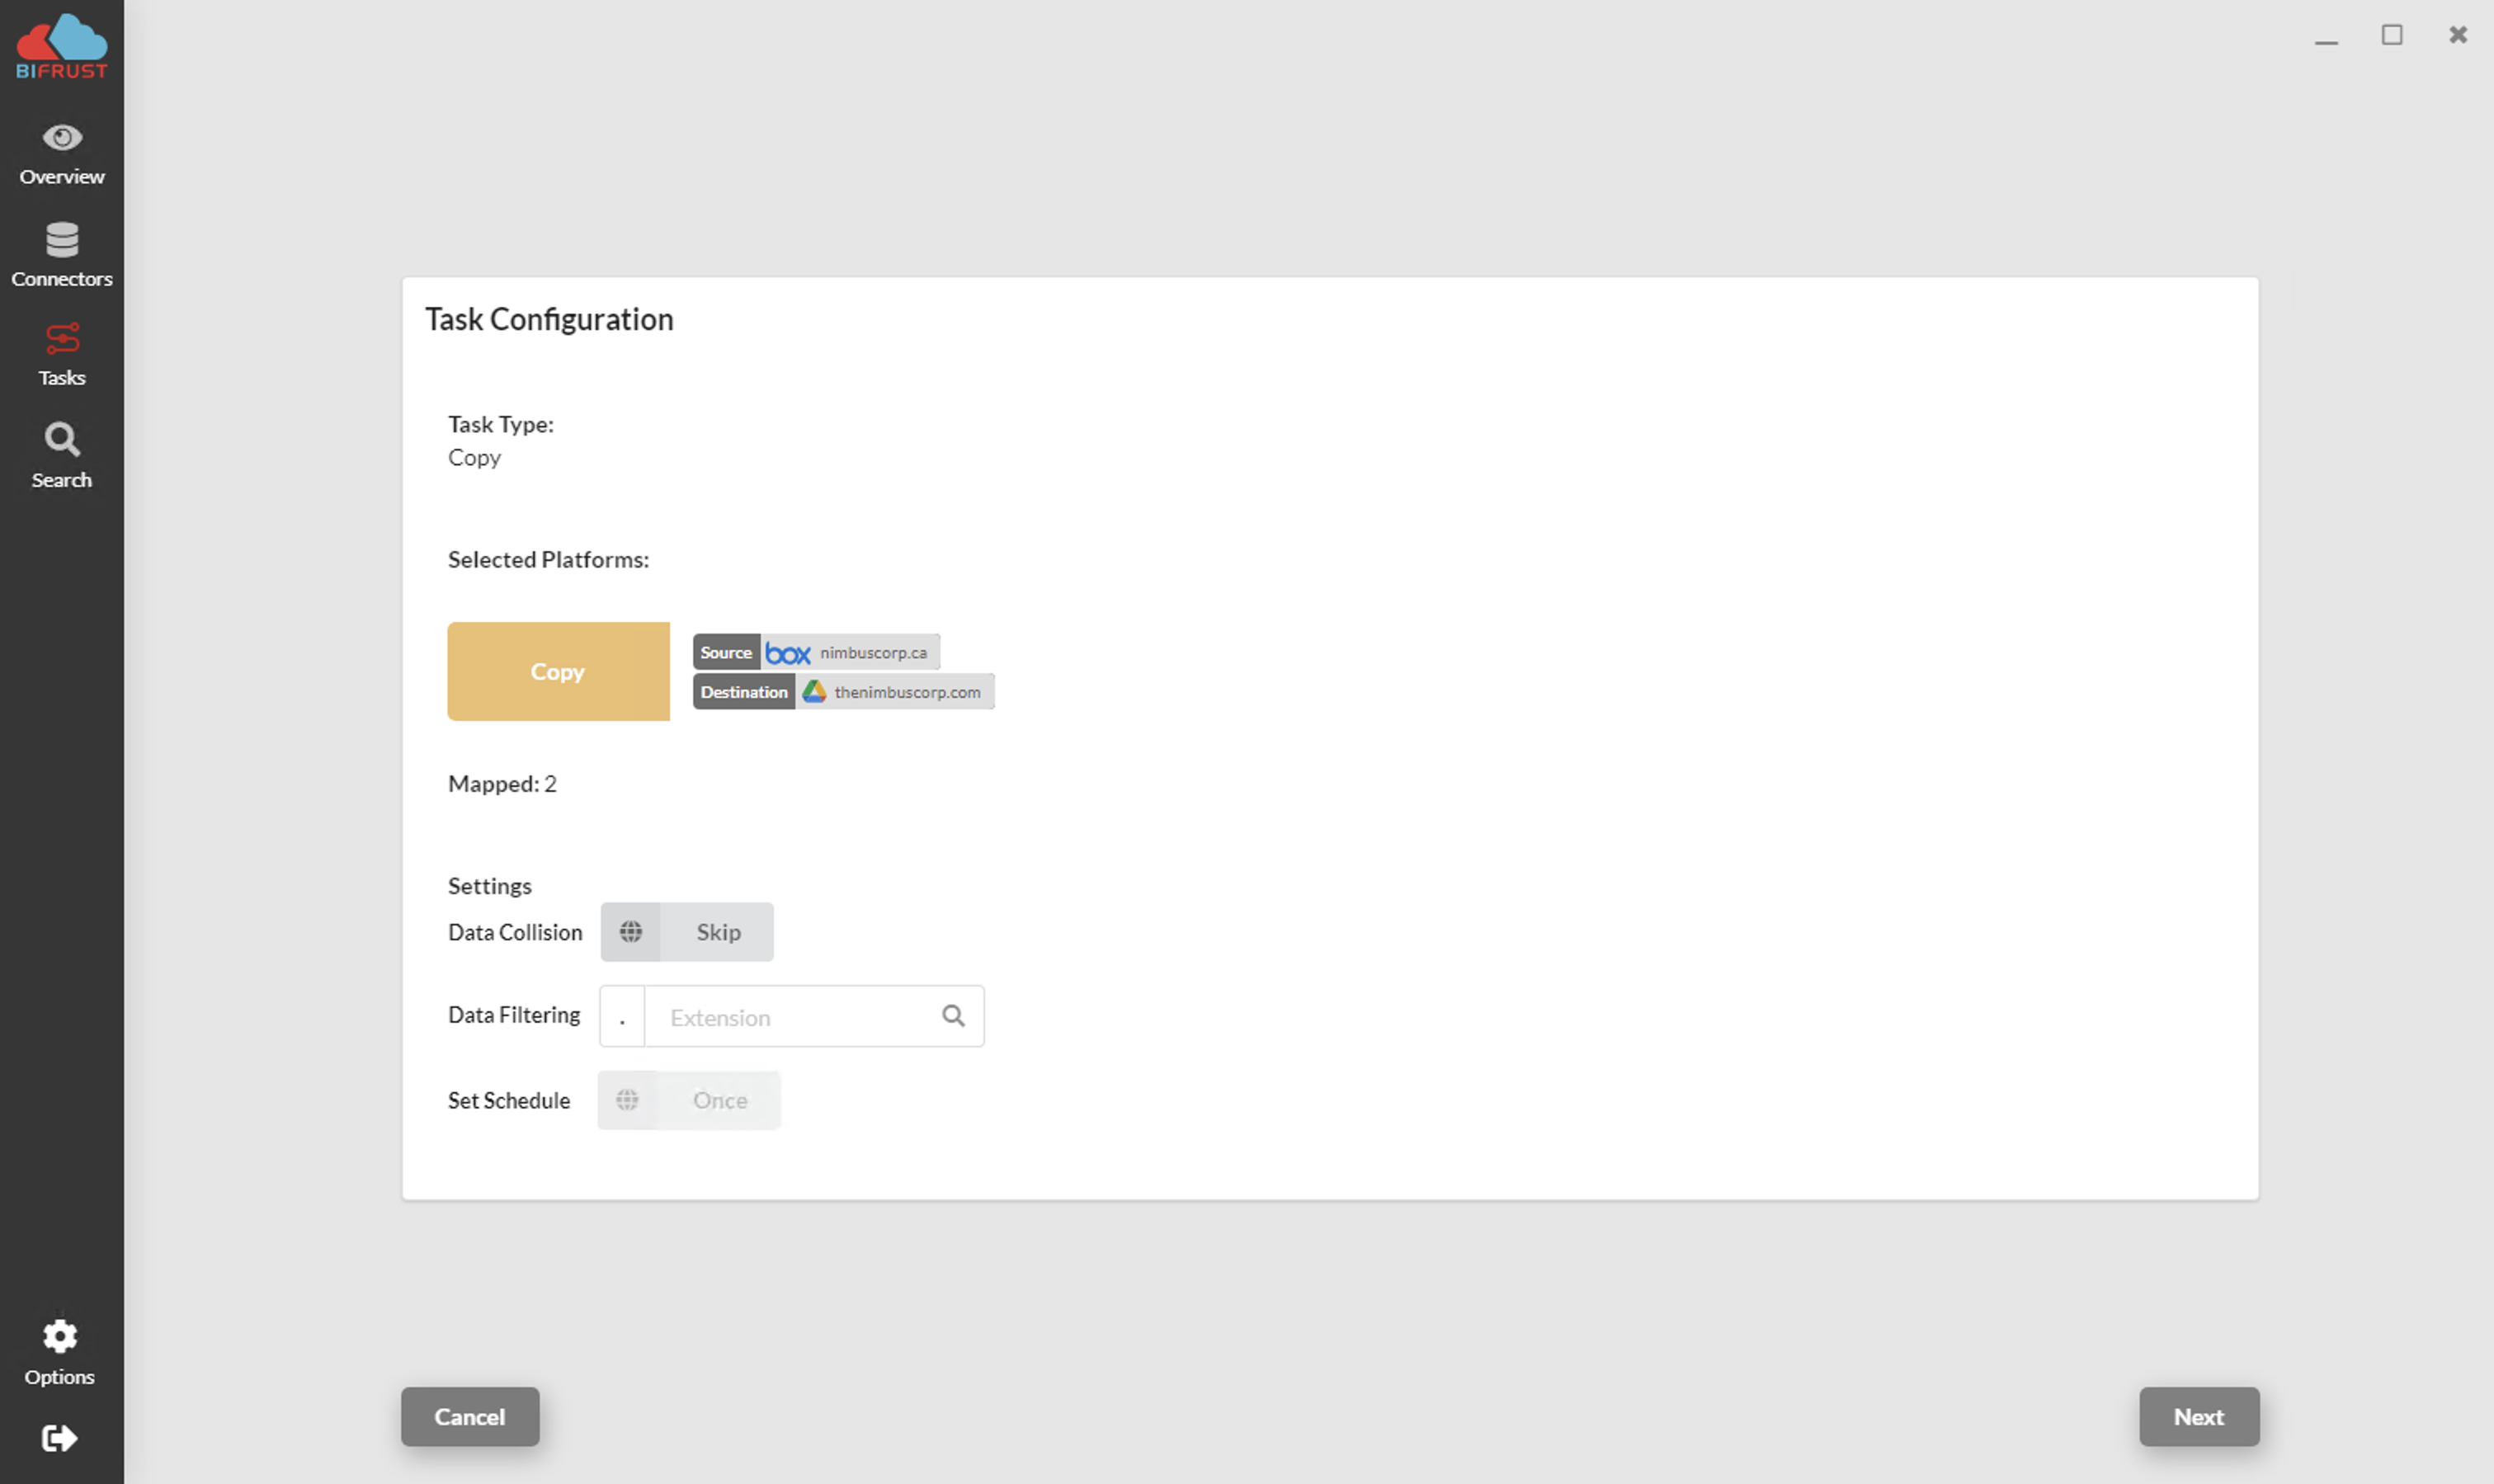 BIFRUST
Overview
Connectors
Tasks
Search
Task Configuration
Task Type:
Copy
Selected Platforms:
Copy
Source box nimbuscorp.ca
Destination thenimbuscorp.com
Mapped: 2
Settings
Data Collision Skip
Data Filtering . Extension
Set Schedule Once
Options
Cancel
Next